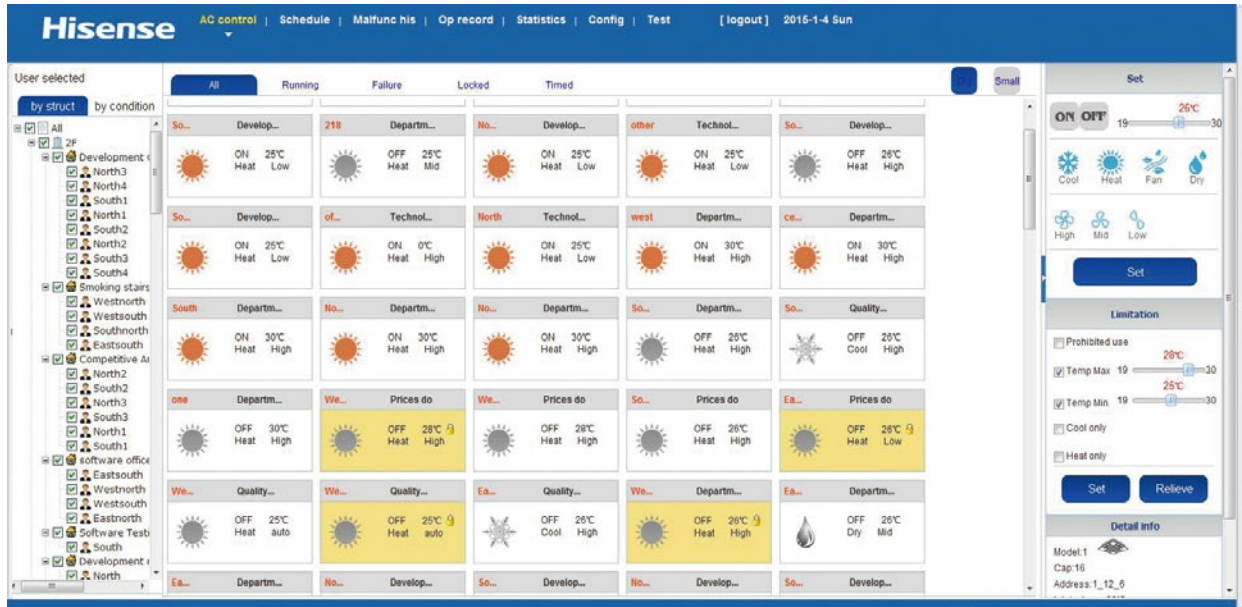 Hisense
AC control | Schedule | Malfunc his | Op record | Statistics | Config | Test [logout] 2015-1-4 Sun
User selected
by struct by condition
All
2F
Development
North3
North4
South1
North1
South2
North2
South3
South4
Smoking stairs
Westnorth
Westsouth
Southnorth
Eastsouth
Competitive
North2
South2
North3
South3
North1
South1
software office
Eastsouth
Westnorth
Westsouth
Eastnorth
Software
South
Development
North
All Running Failure Locked Timed Small
So... Develop... 218 Departm... No... Develop... other Technol... So... Develop...
ON 25℃ OFF 25℃ ON 25℃ ON 25℃ OFF 26℃
Heat Low Heat Mid Heat Low Heat Low Heat High
So... Develop... of... Technol... North Technol... west Departm... ce... Departm...
ON 25℃ ON 0℃ ON 25℃ ON 30℃ ON 30℃
Heat Low Heat High Heat Low Heat High Heat High
South Departm... No... Departm... No... Departm... So... Departm... So... Quality...
ON 30℃ ON 30℃ ON 30℃ OFF 26℃ OFF 26℃
Heat High Heat High Heat High Heat High Cool High
one Departm... We... Prices do We... Prices do So... Prices do Ea... Prices do
OFF 30℃ OFF 28℃ OFF 28℃ OFF 26℃ OFF 26℃
Heat High Heat High Heat High Heat High Heat Low
We... Quality... We... Quality... Ea... Quality... We... Departm... Ea... Departm...
OFF 25℃ OFF 25℃ OFF 26℃ OFF 26℃ OFF 26℃
Heat auto Heat auto Cool High Heat High Dry Mid
Ea... Departm... No... Develop... So... Develop... No... Develop... So... Develop...
Set
26℃
ON OFF 19 30
Cool Heat Fan Dry
High Mid Low
Set
Limitation
Prohibited use
28℃
Temp Max 19 30
25℃
Temp Min 19 30
Cool only
Heat only
Set Relieve
Detail info
Model:1
Cap:16
Address:1_12_6